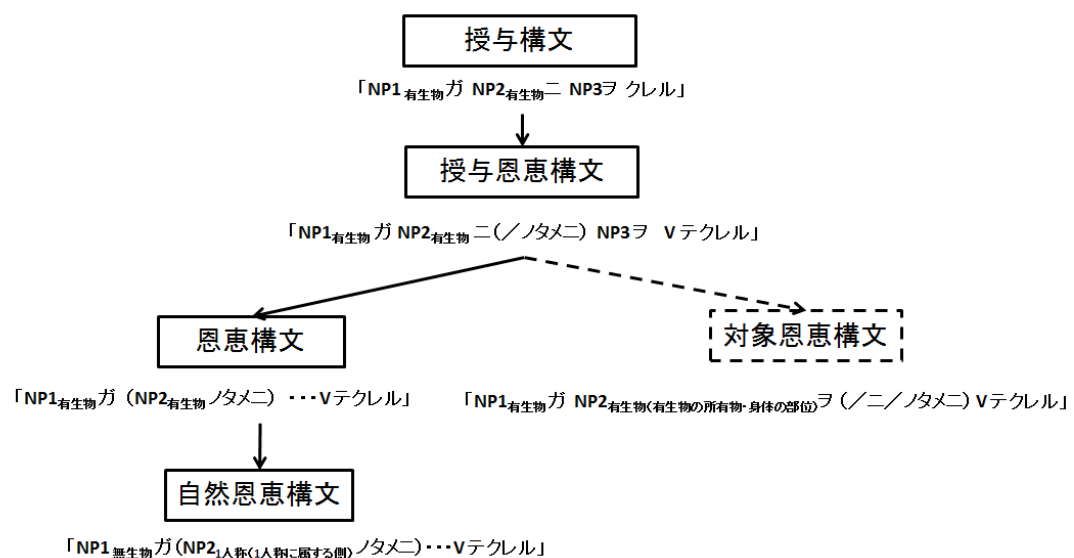 授与構文
「NP1有生物ガ NP2有生物ニ NP3ヲ クレル」
授与恩恵構文
「NP1有生物ガ NP2有生物ニ(／ノタメニ) NP3ヲ Vテクレル」
恩恵構文
対象恩恵構文
「NP1有生物ガ (NP2有生物ノタメニ) ・・・Vテクレル」
「NP1有生物ガ NP2有生物(有生物の所有物・身体の部位)ヲ (／ニ／ノタメニ) Vテクレル」
自然恩恵構文
「NP1無生物ガ(NP21人称(1人称に属する側)ノタメニ)・・・Vテクレル」